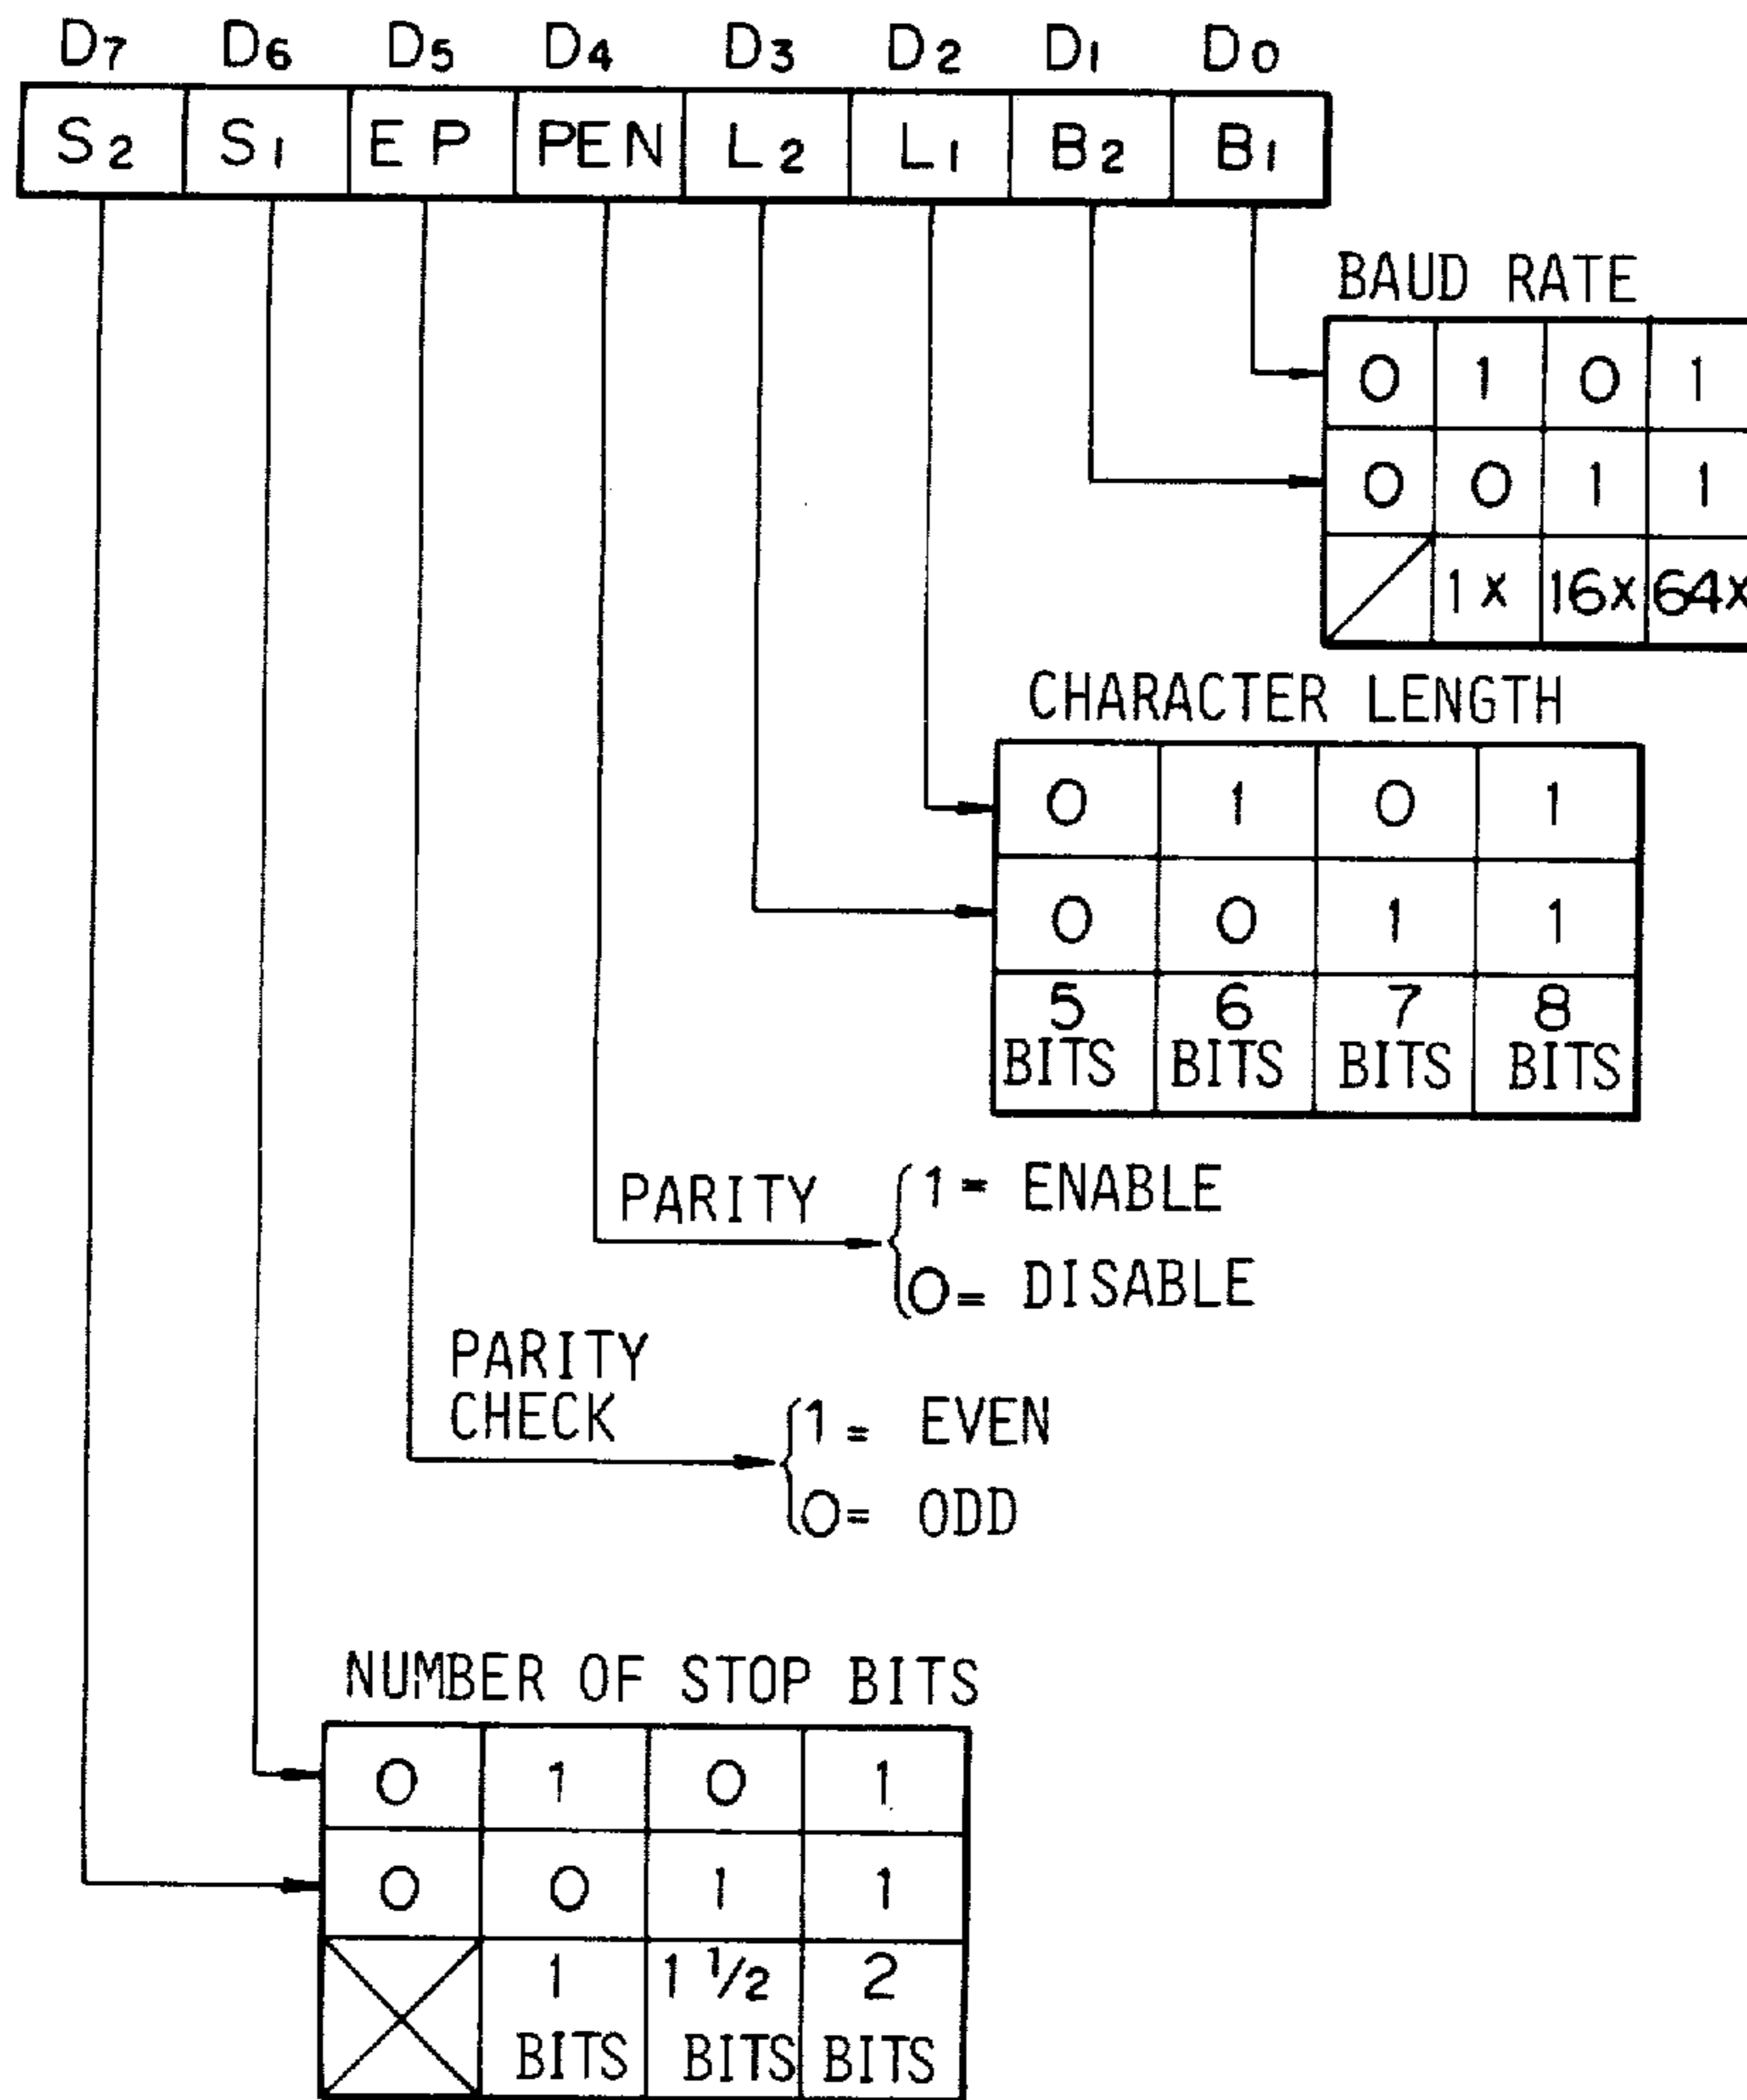 D7 D6 D5 D4 D3 D2 D1 D0
S2 S1 EP PEN L2 L1 B2 B1
BAUD RATE
0 1 0 1
0 0 1 1
1x 16x 64x
CHARACTER LENGTH
0 1 0 1
0 0 1 1
5 6 7 8
BITS BITS BITS BITS
PARITY
1= ENABLE
0= DISABLE
PARITY
CHECK
1= EVEN
0= ODD
NUMBER OF STOP BITS
0 1 0 1
0 0 1 1
1 1 1/2 2
BITS BITS BITS